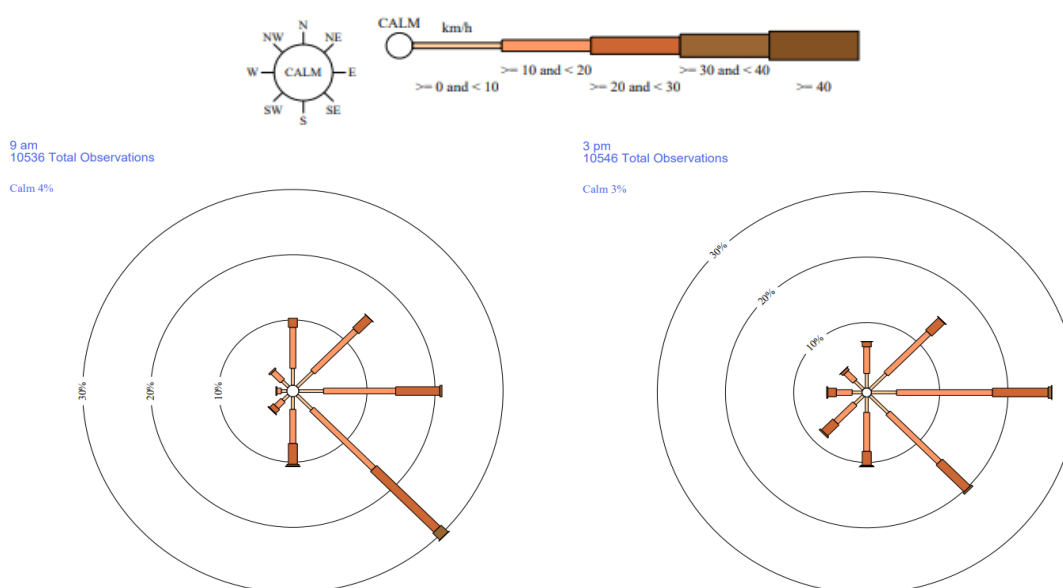 N
NW NE
W CALM E
SW SE
S
CALM km/h
>= 10 and < 20 >= 30 and < 40
>= 0 and < 10 >= 20 and < 30 >= 40
9 am
10536 Total Observations
Calm 4%
30% 20% 10%
3 pm
10546 Total Observations
Calm 3%
30%
20%
10%